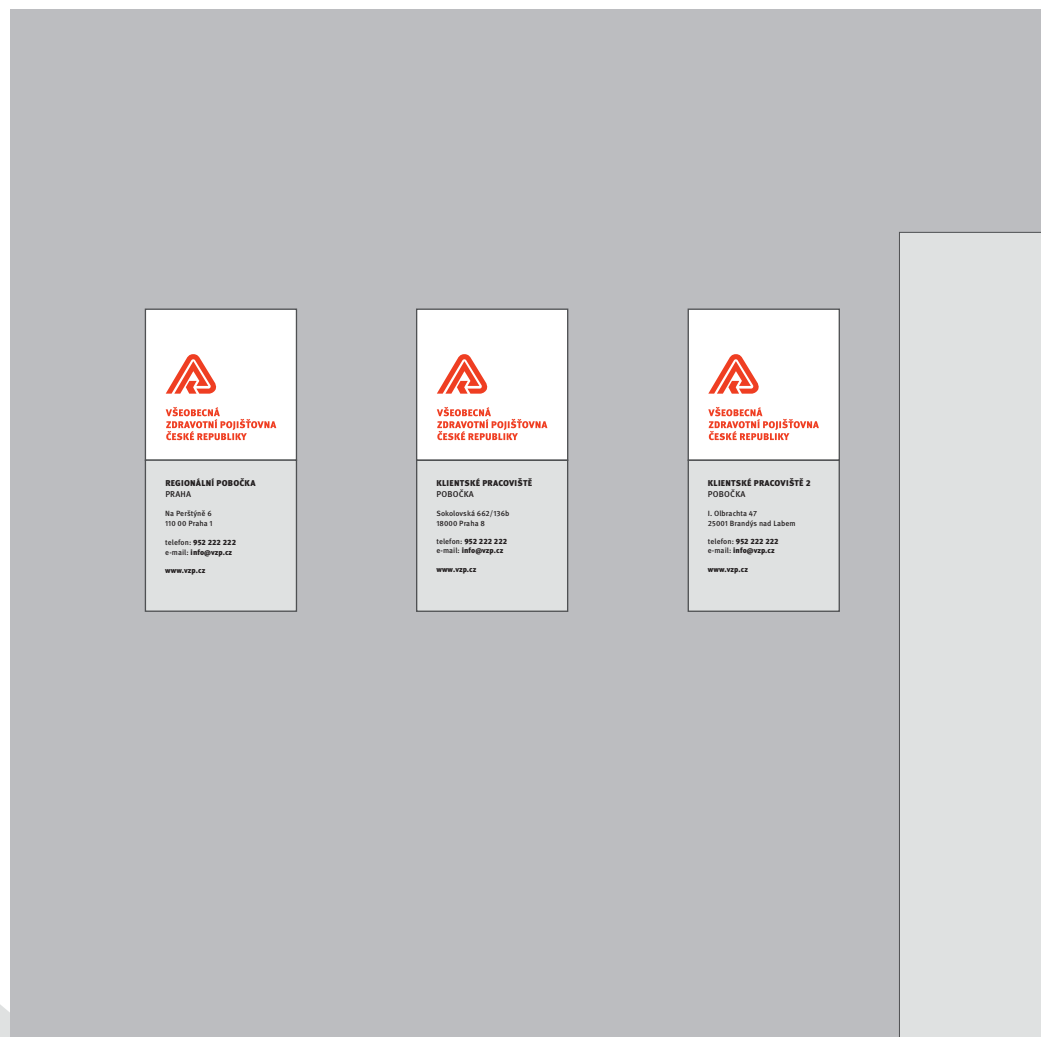 VŠEOBECNÁ
ZDRAVOTNÍ POJIŠŤOVNA
ČESKÉ REPUBLIKY
REGIONÁLNÍ POBOČKA
PRAHA
Na Perštýně 6
110 00 Praha 1
telefon: 952 222 222
e-mail: info@vzp.cz
www.vzp.cz
VŠEOBECNÁ
ZDRAVOTNÍ POJIŠŤOVNA
ČESKÉ REPUBLIKY
KLIENTSKÉ PRACOVIŠTĚ
POBOČKA
Sokolovská 662/136b
18000 Praha 8
telefon: 952 222 222
e-mail: info@vzp.cz
www.vzp.cz
VŠEOBECNÁ
ZDRAVOTNÍ POJIŠŤOVNA
ČESKÉ REPUBLIKY
KLIENTSKÉ PRACOVIŠTĚ 2
POBOČKA
I. Olbrachta 47
25001 Brandýs nad Labem
telefon: 952 222 222
e-mail: info@vzp.cz
www.vzp.cz